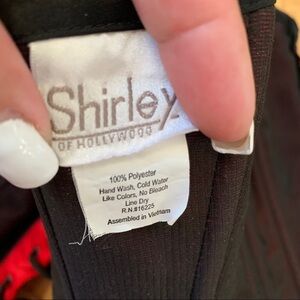 Shirley
OF HOLLYWOOD
100% Polyester
Hand Wash, Cold Water
Like Colors, No Bleach
Line Dry
R.N.#16225
Assembled in Vietnam